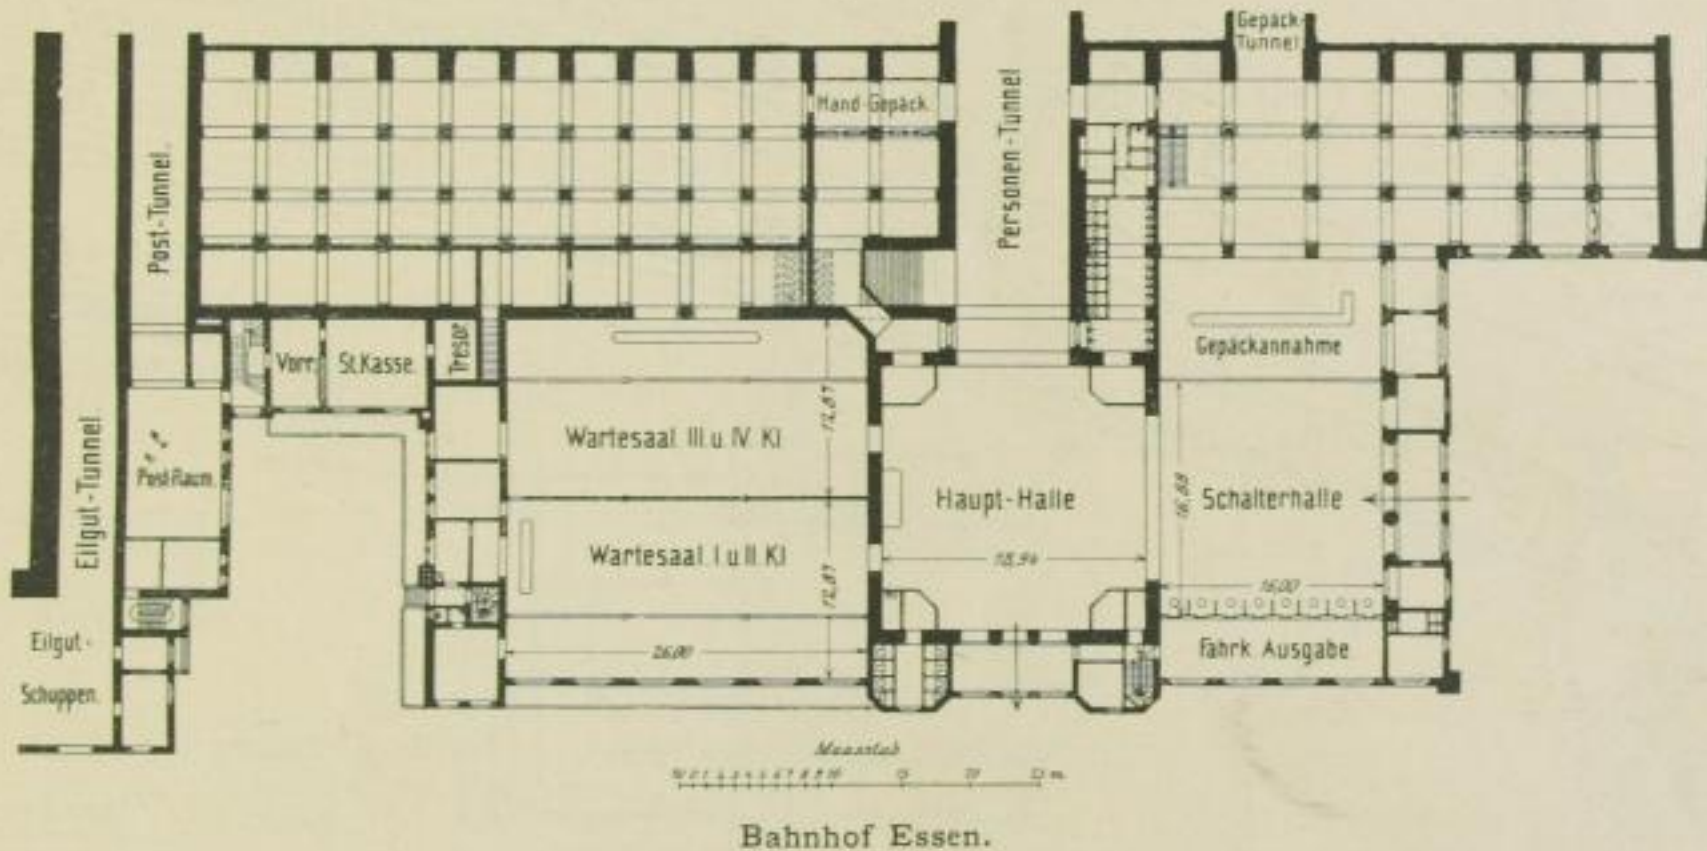 Gepäck-
Tunnel
Hand-Gepäck.
Post-Tunnel.
Personen-Tunnel
Eilgut-Tunnel
Vorr.
St.Kasse.
Tresor
Gepäckannahme
12,87
Wartesaal III. u. IV. Kl
Post-Raum.
Haupt-Halle
Schalterhalle
16,88
Wartesaal I. u. II. Kl
18,94
12,87
16,00
Eilgut-
Schuppen.
26,00
Fahrk. Ausgabe
Maasstab
Bahnhof Essen.